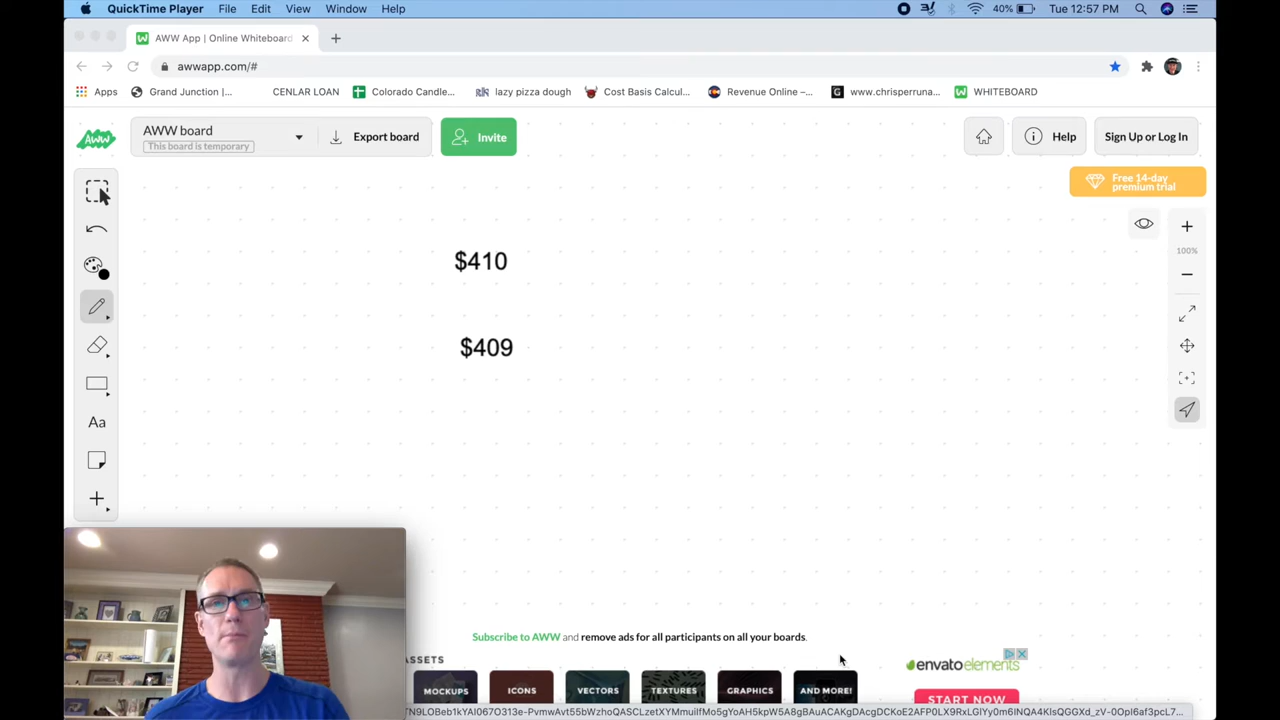 QuickTime Player File Edit View Window Help 40% Tue 12:57 PM
AWW App | Online Whiteboard
awwapp.com/#
Apps Grand Junction |... CENLAR LOAN Colorado Candle... lazy pizza dough Cost Basis Calcul... Revenue Online –... www.chrisperruna... WHITEBOARD
AWW
AWW board
This board is temporary
Export board
Invite
Help
Sign Up or Log In
Free 14-day
premium trial
100%
$410
$409
Aa
Subscribe to AWW and remove ads for all participants on all your boards.
ASSETS
MOCKUPS ICONS VECTORS TEXTURES GRAPHICS AND MORE!
envatoelements
START NOW